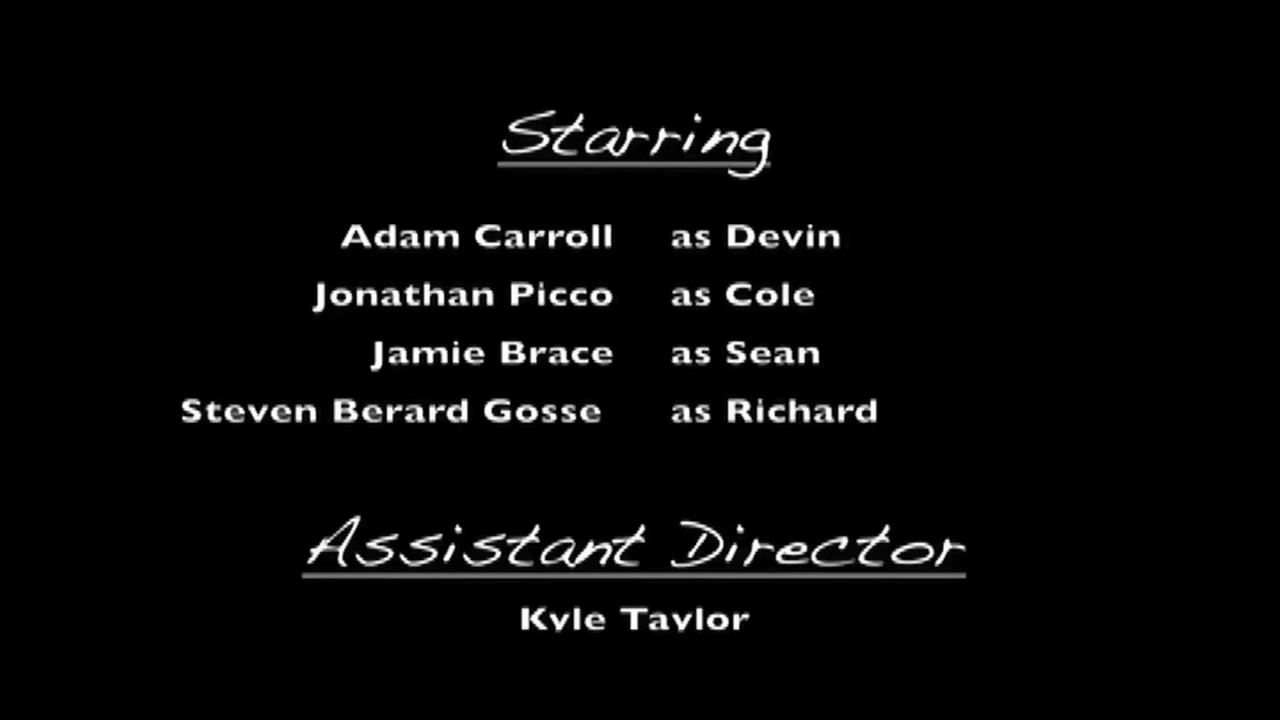 Starring
Adam Carroll as Devin
Jonathan Picco as Cole
Jamie Brace as Sean
Steven Berard Gosse as Richard
Assistant Director
Kyle Taylor